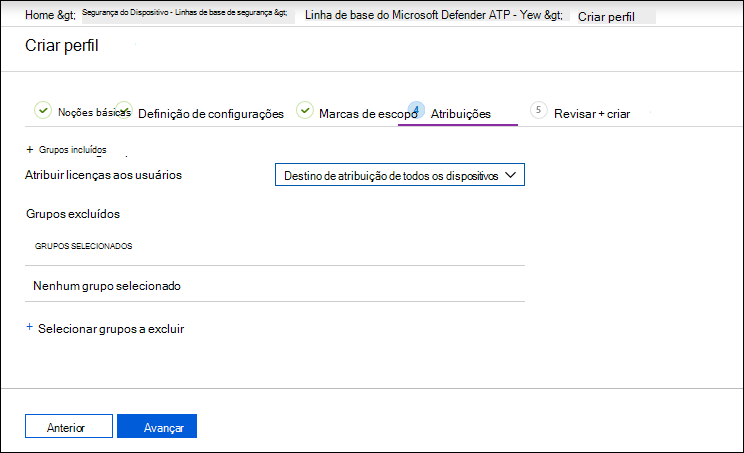 Home &gt; Segurança do Dispositivo - Linhas de base de segurança &gt; Linha de base do Microsoft Defender ATP - Yew &gt; Criar perfil
Criar perfil
Noções básicas Definição de configurações Marcas de escopo 4 Atribuições 5 Revisar + criar
+ Grupos incluídos
Atribuir licenças aos usuários Destino de atribuição de todos os dispositivos
Grupos excluídos
GRUPOS SELECIONADOS
Nenhum grupo selecionado
+ Selecionar grupos a excluir
Anterior Avançar